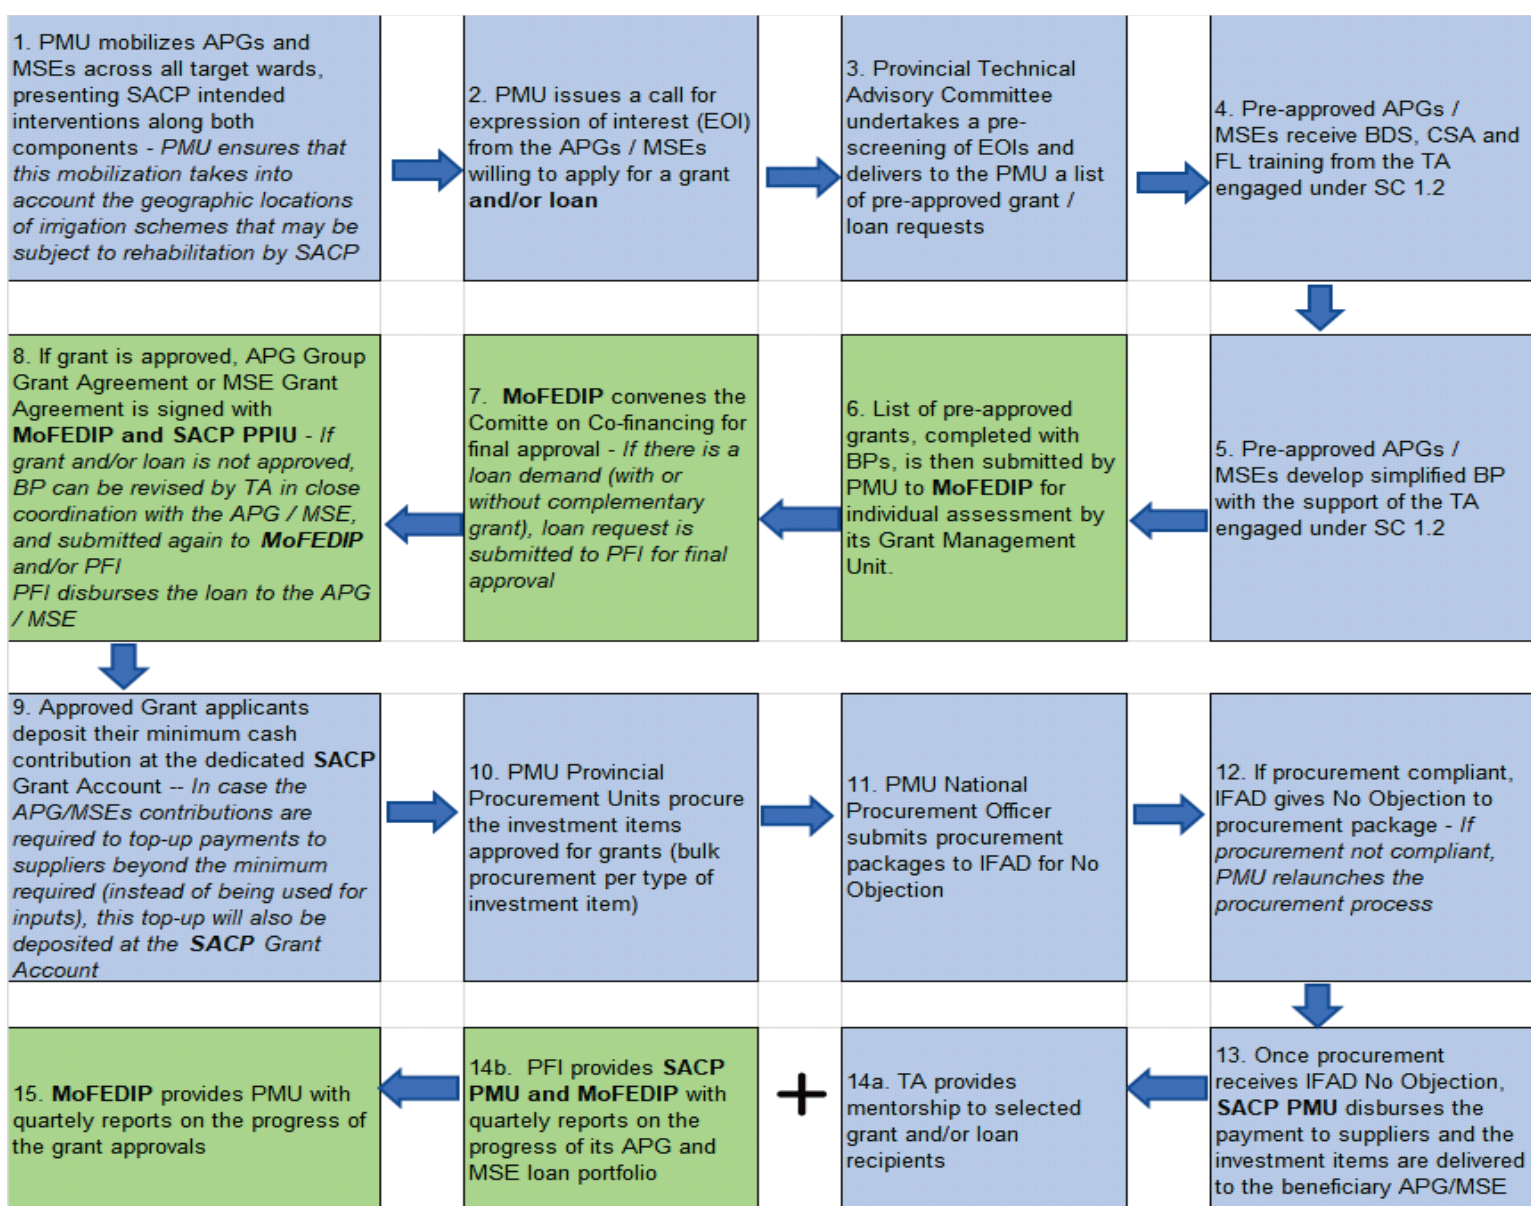 1. PMU mobilizes APGs and
MSEs across all target wards,
presenting SACP intended
interventions along both
components - PMU ensures that
this mobilization takes into
account the geographic locations
of irrigation schemes that may be
subject to rehabilitation by SACP
2. PMU issues a call for
expression of interest (EOI)
from the APGs / MSEs
willing to apply for a grant
and/or loan
3. Provincial Technical
Advisory Committee
undertakes a pre-
screening of EOIs and
delivers to the PMU a list
of pre-approved grant /
loan requests
4. Pre-approved APGs /
MSEs receive BDS, CSA and
FL training from the TA
engaged under SC 1.2
5. Pre-approved APGs /
MSEs develop simplified BP
with the support of the TA
engaged under SC 1.2
6. List of pre-approved
grants, completed with
BPs, is then submitted by
PMU to MoFEDIP for
individual assessment by
its Grant Management
Unit.
7. MoFEDIP convenes the
Comitte on Co-financing for
final approval - If there is a
loan demand (with or
without complementary
grant), loan request is
submitted to PFI for final
approval
8. If grant is approved, APG Group
Grant Agreement or MSE Grant
Agreement is signed with
MoFEDIP and SACP PPIU - If
grant and/or loan is not approved,
BP can be revised by TA in close
coordination with the APG / MSE,
and submitted again to MoFEDIP
and/or PFI
PFI disburses the loan to the APG
/ MSE
9. Approved Grant applicants
deposit their minimum cash
contribution at the dedicated SACP
Grant Account -- In case the
APG/MSEs contributions are
required to top-up payments to
suppliers beyond the minimum
required (instead of being used for
inputs), this top-up will also be
deposited at the SACP Grant
Account
10. PMU Provincial
Procurement Units procure
the investment items
approved for grants (bulk
procurement per type of
investment item)
11. PMU National
Procurement Officer
submits procurement
packages to IFAD for No
Objection
12. If procurement compliant,
IFAD gives No Objection to
procurement package - If
procurement not compliant,
PMU relaunches the
procurement process
13. Once procurement
receives IFAD No Objection,
SACP PMU disburses the
payment to suppliers and the
investment items are delivered
to the beneficiary APG/MSE
14a. TA provides
mentorship to selected
grant and/or loan
recipients
+
14b. PFI provides SACP
PMU and MoFEDIP with
quartely reports on the
progress of its APG and
MSE loan portfolio
15. MoFEDIP provides PMU with
quartely reports on the progress of
the grant approvals